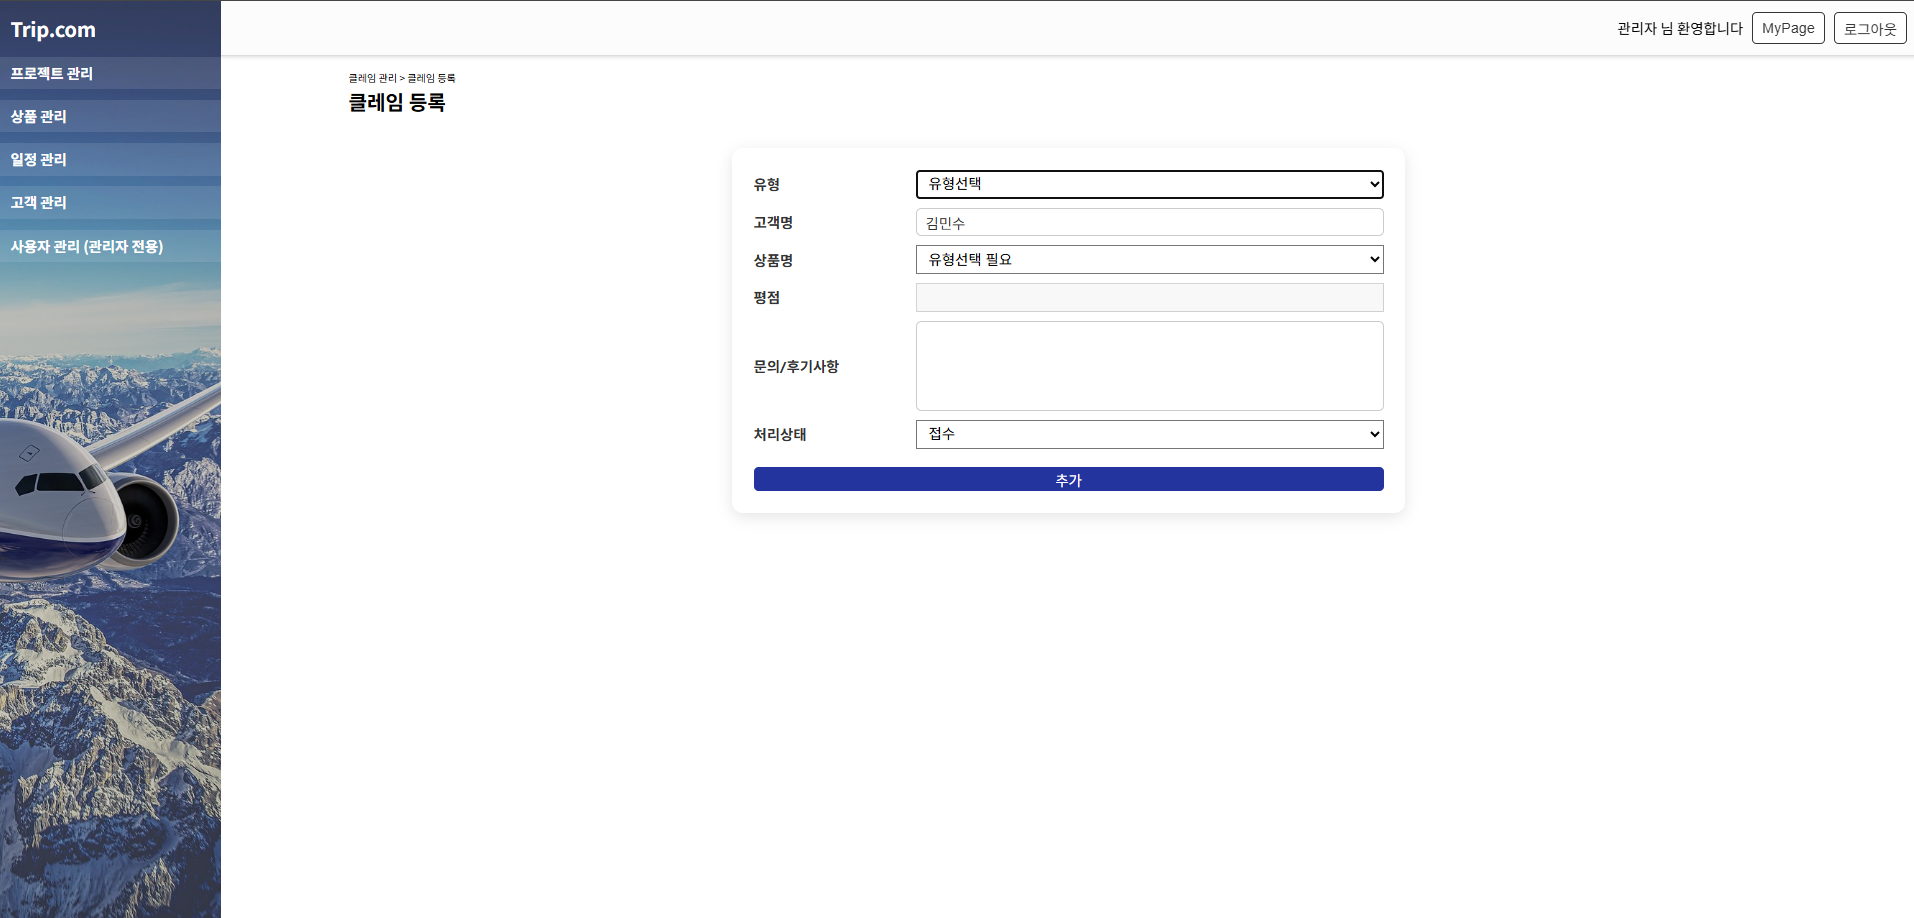 Trip.com
관리자 님 환영합니다 MyPage 로그아웃
프로젝트 관리
상품 관리
일정 관리
고객 관리
사용자 관리 (관리자 전용)
클레임 관리 > 클레임 등록
클레임 등록
유형 유형선택
고객명 김민수
상품명 유형선택 필요
평점
문의/후기사항
처리상태 접수
추가